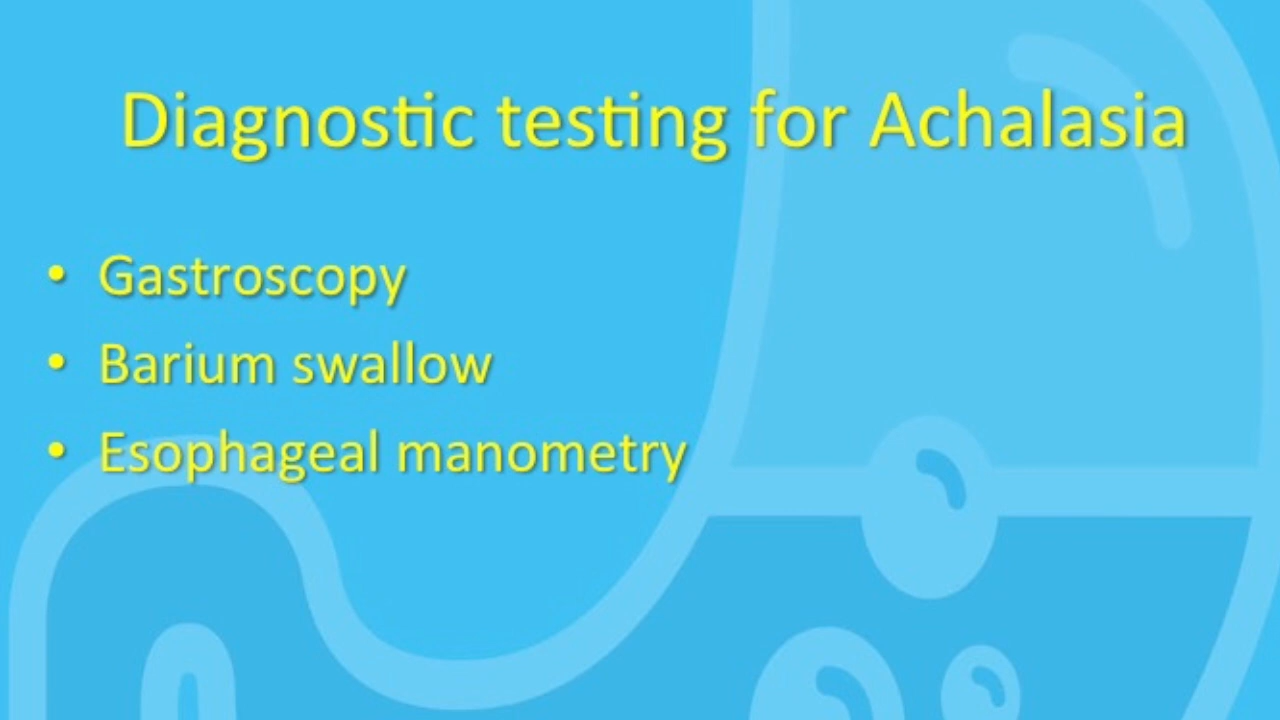 Diagnostic testing for Achalasia
• Gastroscopy
• Barium swallow
• Esophageal manometry